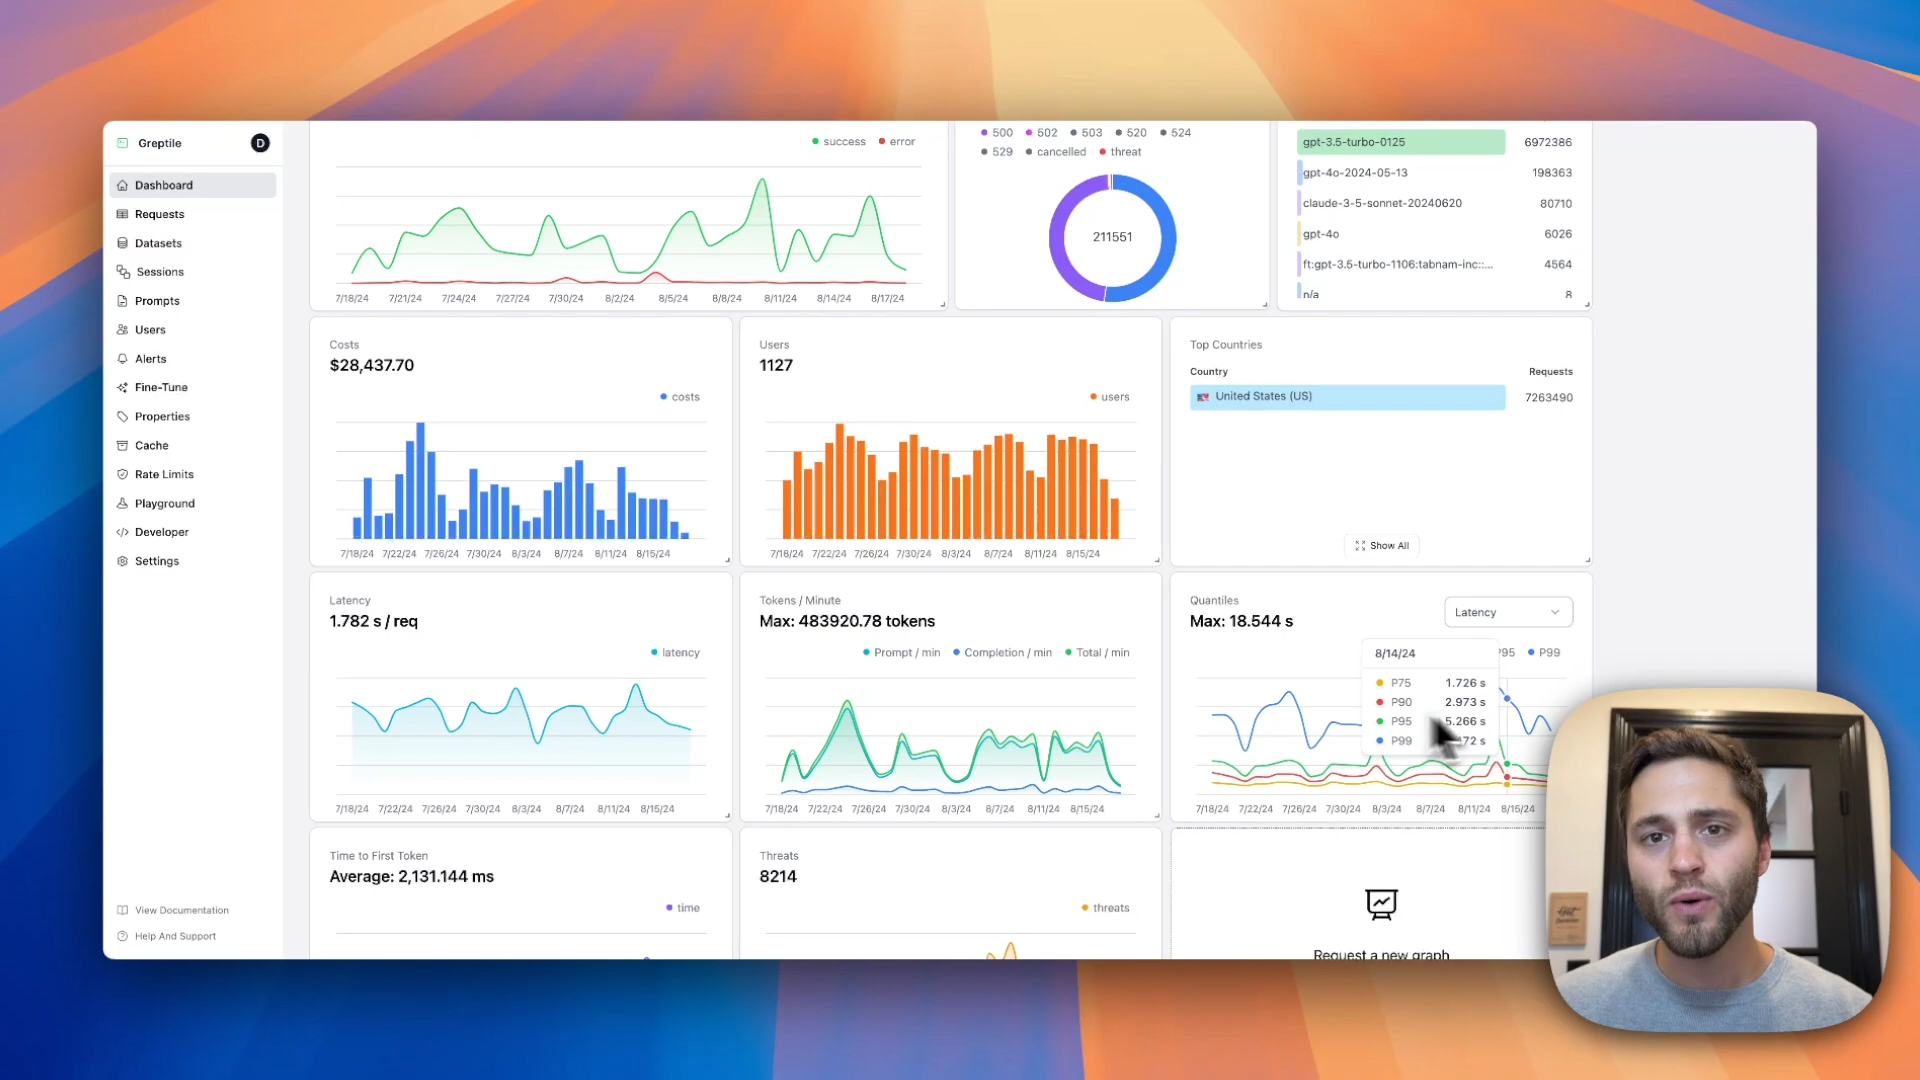 Greptile
D
Dashboard
Requests
Datasets
Sessions
Prompts
Users
Alerts
Fine-Tune
Properties
Cache
Rate Limits
Playground
Developer
Settings
View Documentation
Help And Support
success error
7/18/24 7/21/24 7/24/24 7/27/24 7/30/24 8/2/24 8/5/24 8/8/24 8/11/24 8/14/24 8/17/24
500 502 503 520 524
529 cancelled threat
211551
gpt-3.5-turbo-0125 6972386
gpt-4o-2024-05-13 198363
claude-3-5-sonnet-20240620 80710
gpt-4o 6026
ft:gpt-3.5-turbo-1106:tabnam-inc::... 4564
n/a 8
Costs
$28,437.70
costs
7/18/24 7/22/24 7/26/24 7/30/24 8/3/24 8/7/24 8/11/24 8/15/24
Users
1127
users
7/18/24 7/22/24 7/26/24 7/30/24 8/3/24 8/7/24 8/11/24 8/15/24
Top Countries
Country Requests
United States (US) 7263490
Show All
Latency
1.782 s / req
latency
7/18/24 7/22/24 7/26/24 7/30/24 8/3/24 8/7/24 8/11/24 8/15/24
Tokens / Minute
Max: 483920.78 tokens
Prompt / min Completion / min Total / min
7/18/24 7/22/24 7/26/24 7/30/24 8/3/24 8/7/24 8/11/24 8/15/24
Quantiles
Max: 18.544 s
Latency
P95 P99
8/14/24
P75 1.726 s
P90 2.973 s
P95 5.266 s
P99
7/18/24 7/22/24 7/26/24 7/30/24 8/3/24 8/7/24 8/11/24 8/15/24
Time to First Token
Average: 2,131.144 ms
time
Threats
8214
threats
Request a new graph